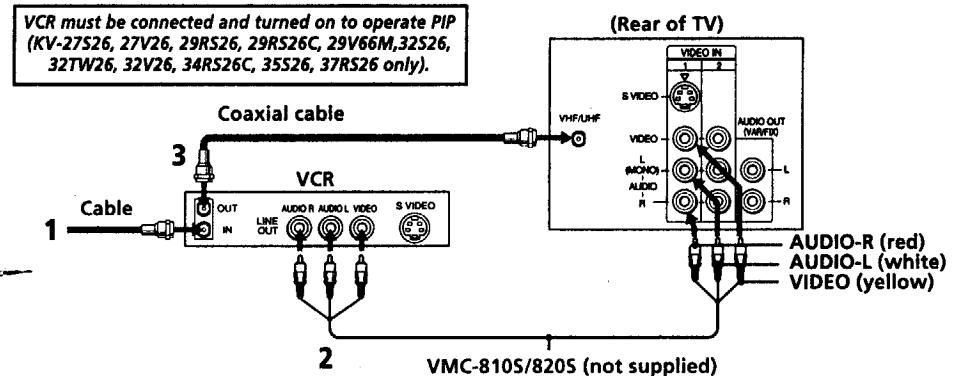 VCR must be connected and turned on to operate PIP
(KV-27S26, 27V26, 29RS26, 29RS26C, 29V66M,32S26,
32TW26, 32V26, 34RS26C, 35S26, 37RS26 only).
(Rear of TV)
VIDEO IN
1 2
S VIDEO
Coaxial cable
VHF/UHF
AUDIO OUT
(VAR/FIX)
VIDEO
3
L
(MONO)
AUDIO
R
L
R
VCR
Cable
1
OUT
IN
LINE
OUT
AUDIO R AUDIO L VIDEO
S VIDEO
AUDIO-R (red)
AUDIO-L (white)
VIDEO (yellow)
2
VMC-810S/820S (not supplied)